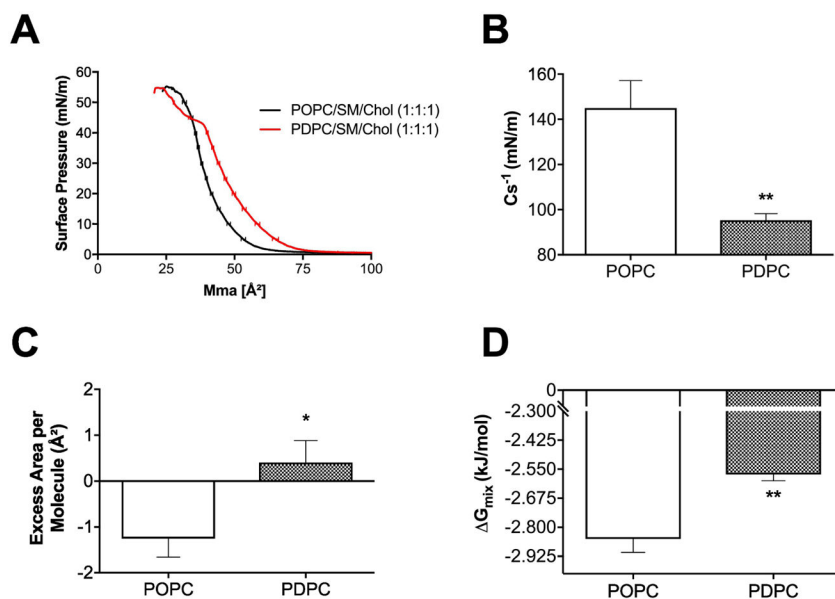 A
Surface Pressure (mN/m)
60
50
40
30
20
10
0
0
25
50
75
100
Mma [Å²]
POPC/SM/Chol (1:1:1)
PDPC/SM/Chol (1:1:1)
B
Cs⁻¹ (mN/m)
160
140
120
100
80
**
POPC
PDPC
C
Excess Area per
Molecule (Å²)
2
1
0
-1
-2
*
POPC
PDPC
D
ΔGmix (kJ/mol)
0
-2.300
-2.425
-2.550
-2.675
-2.800
-2.925
**
POPC
PDPC